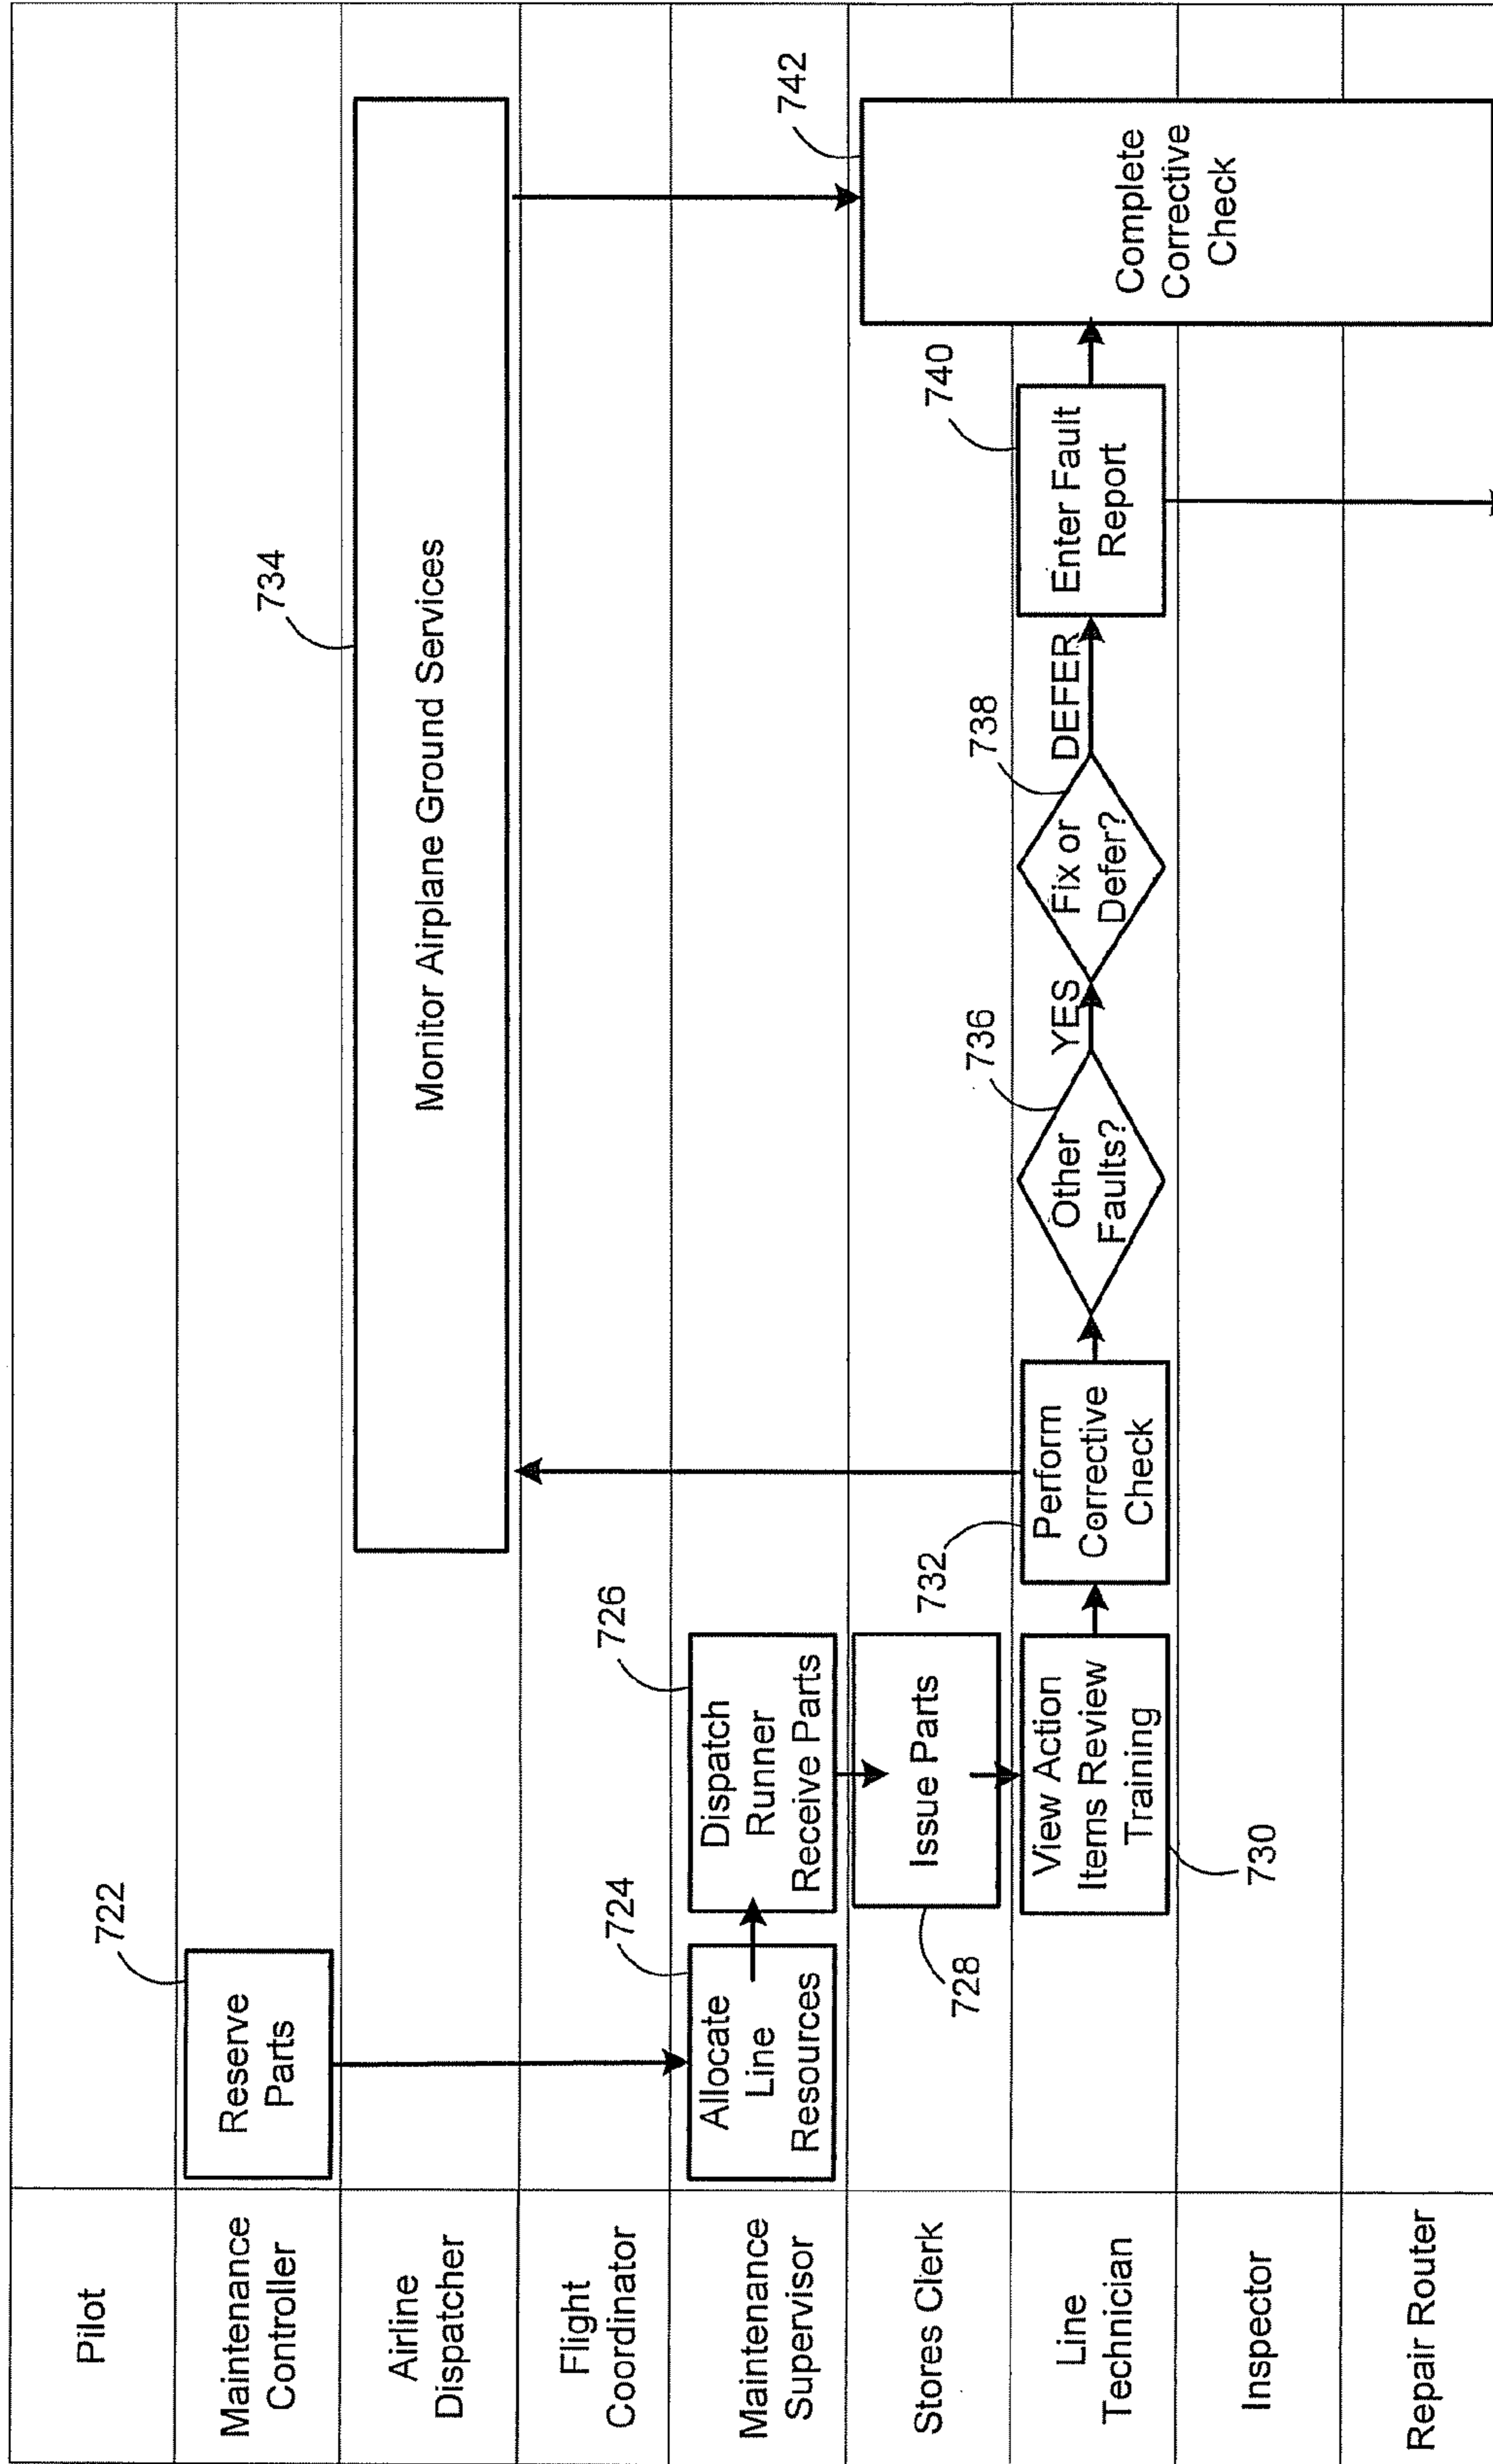 Pilot
Maintenance
Controller
722
Reserve
Parts
Airline
Dispatcher
734
Monitor Airplane Ground Services
Flight
Coordinator
Maintenance
Supervisor
724
Allocate
Line
Resources
726
Dispatch
Runner
Receive Parts
Stores Clerk
728
Issue Parts
Line
Technician
730
View Action
Items Review
Training
732
Perform
Corrective
Check
736
Other
Faults?
YES
738
Fix or
Defer?
DEFER
740
Enter Fault
Report
742
Complete
Corrective
Check
Inspector
Repair Router